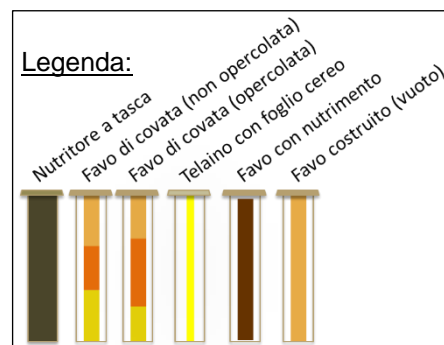 Legenda:
Nutritore a tasca
Favo di covata (non opercolata)
Favo di covata (opercolata)
Telaino con foglio cereo
Favo con nutrimento
Favo costruito (vuoto)